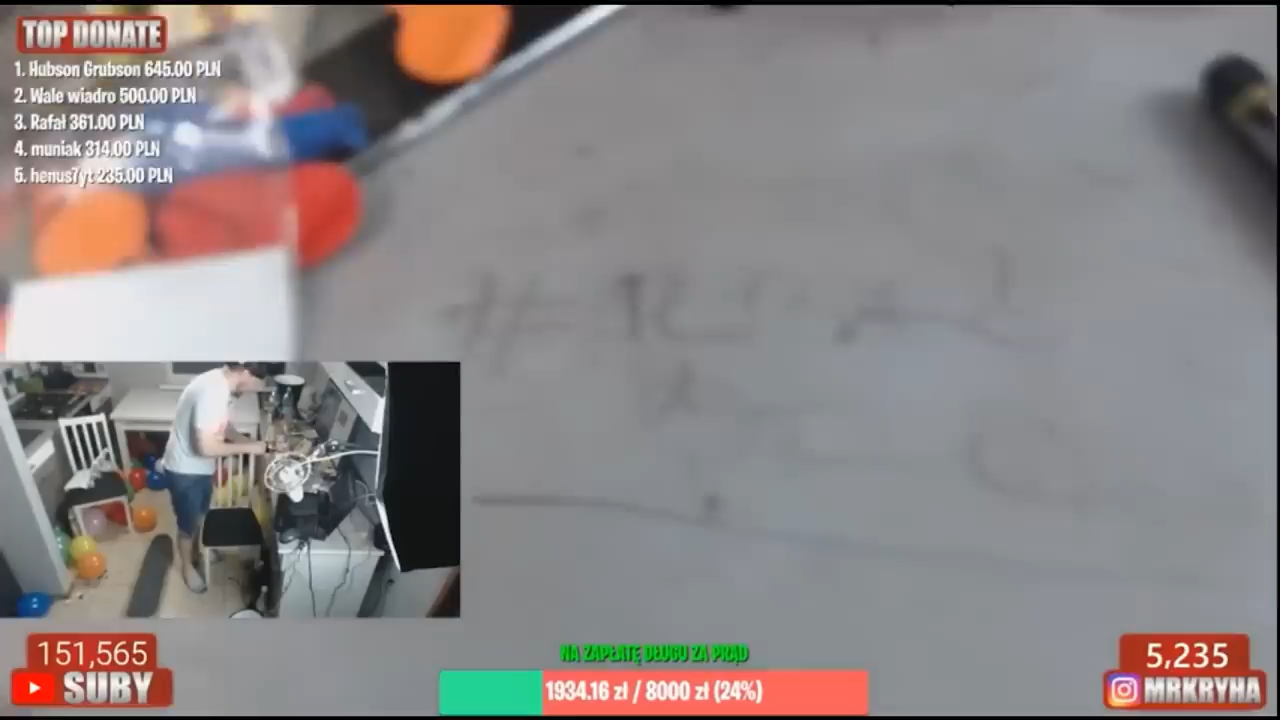 TOP DONATE
1. Hubson Grubson 645.00 PLN
2. Wale wiadro 500.00 PLN
3. Rafał 361.00 PLN
4. muniak 314.00 PLN
5. henus7yt 235.00 PLN
151,565
SUBY
NA ZAPŁATĘ DŁUGU ZA PRĄD
1934.16 zł / 8000 zł (24%)
5,235
MRKRYHA